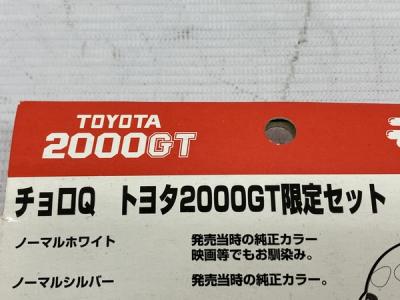 TOYOTA
2000GT
チョロQ トヨタ2000GT限定セット
ノーマルホワイト 発売当時の純正カラー
映画等でもお馴染み。
ノーマルシルバー 発売当時の純正カラー。